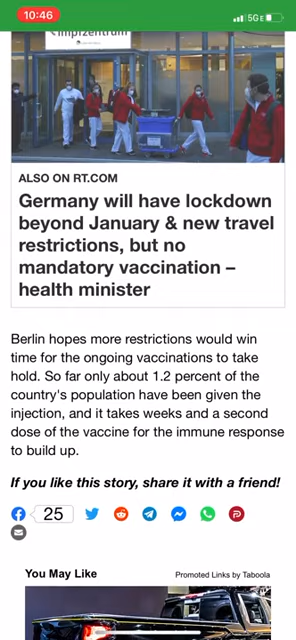 10:46
5G E
Impfzentrum
ALSO ON RT.COM
Germany will have lockdown
beyond January & new travel
restrictions, but no
mandatory vaccination –
health minister
Berlin hopes more restrictions would win
time for the ongoing vaccinations to take
hold. So far only about 1.2 percent of the
country's population have been given the
injection, and it takes weeks and a second
dose of the vaccine for the immune response
to build up.
If you like this story, share it with a friend!
25
You May Like
Promoted Links by Taboola